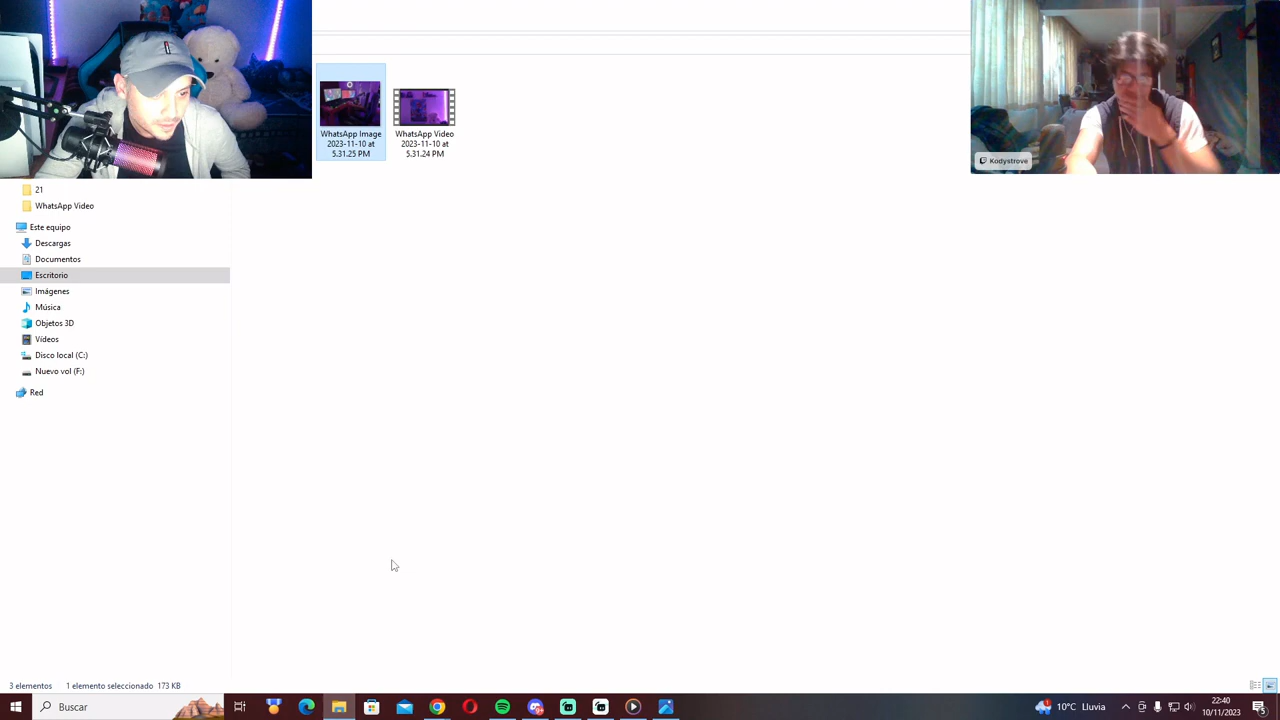 WhatsApp Image
2023-11-10 at
5.31.25 PM
WhatsApp Video
2023-11-10 at
5.31.24 PM
Kodystrove
21
WhatsApp Video
Este equipo
Descargas
Documentos
Escritorio
Imágenes
Música
Objetos 3D
Vídeos
Disco local (C:)
Nuevo vol (F:)
Red
3 elementos 1 elemento seleccionado 173 KB
Buscar
10°C Lluvia
22:40
10/11/2023